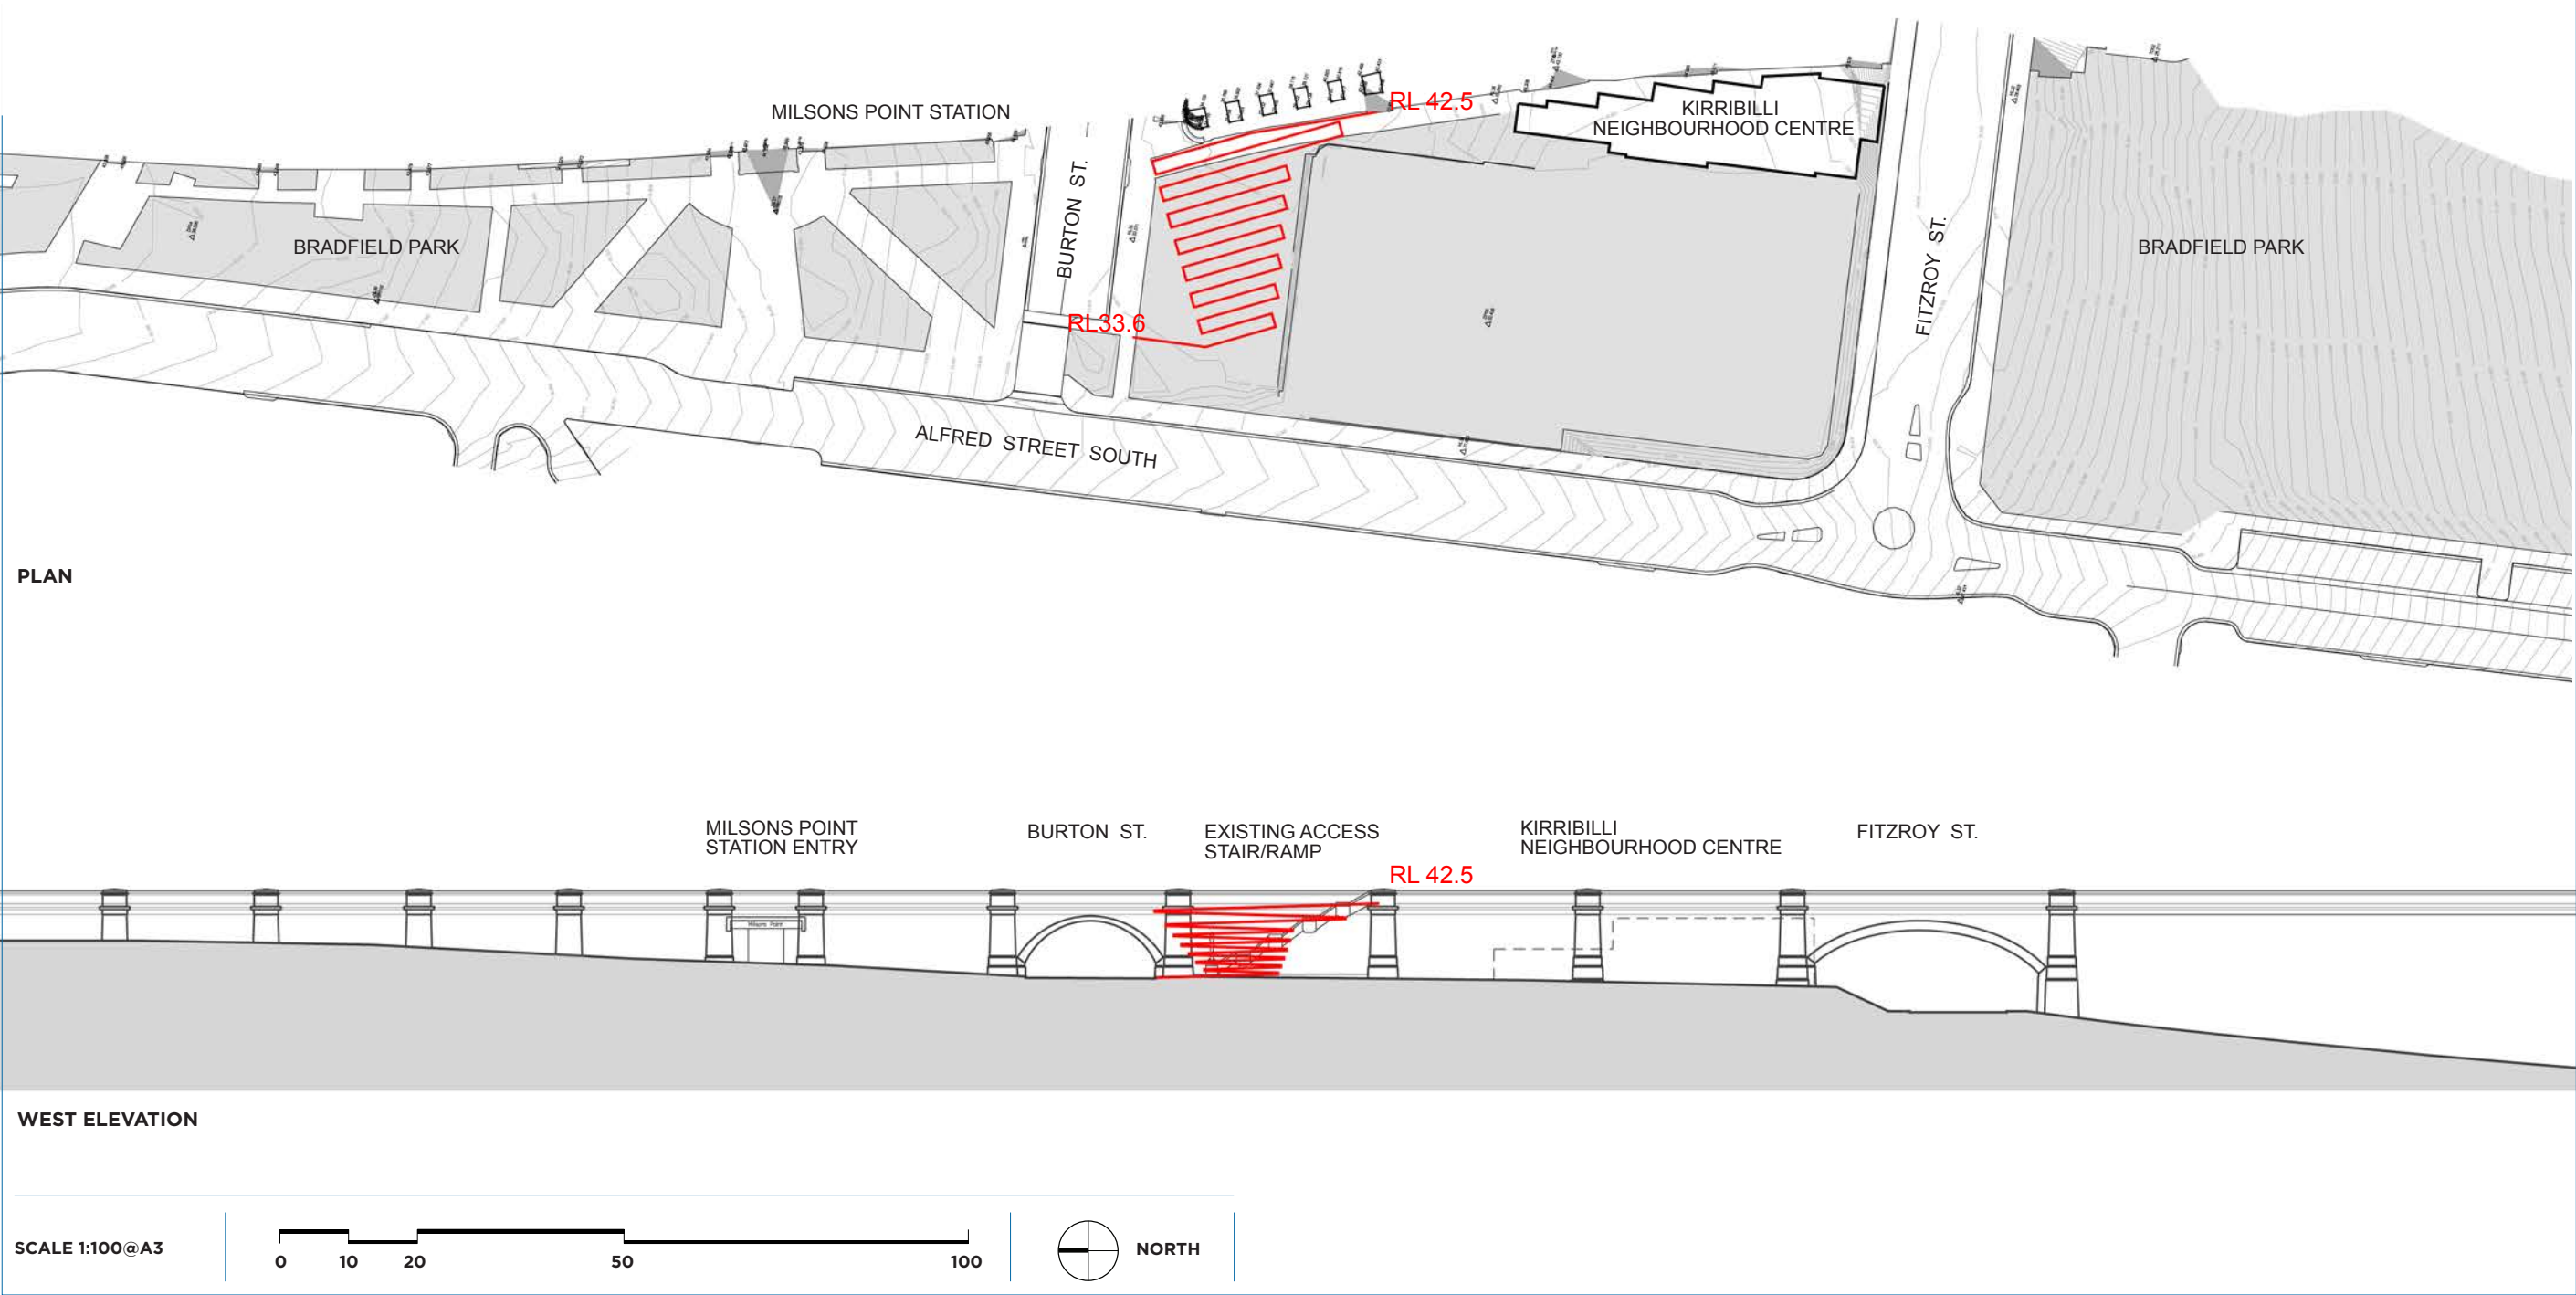 MILSONS POINT STATION
RL 42.5
KIRRIBILLI
NEIGHBOURHOOD CENTRE
BURTON ST.
FITZROY ST.
BRADFIELD PARK
BRADFIELD PARK
RL33.6
ALFRED STREET SOUTH
PLAN
MILSONS POINT
STATION ENTRY
BURTON ST.
EXISTING ACCESS
STAIR/RAMP
KIRRIBILLI
NEIGHBOURHOOD CENTRE
FITZROY ST.
RL 42.5
Milsons Point
WEST ELEVATION
SCALE 1:100@A3
0 10 20 50 100
NORTH